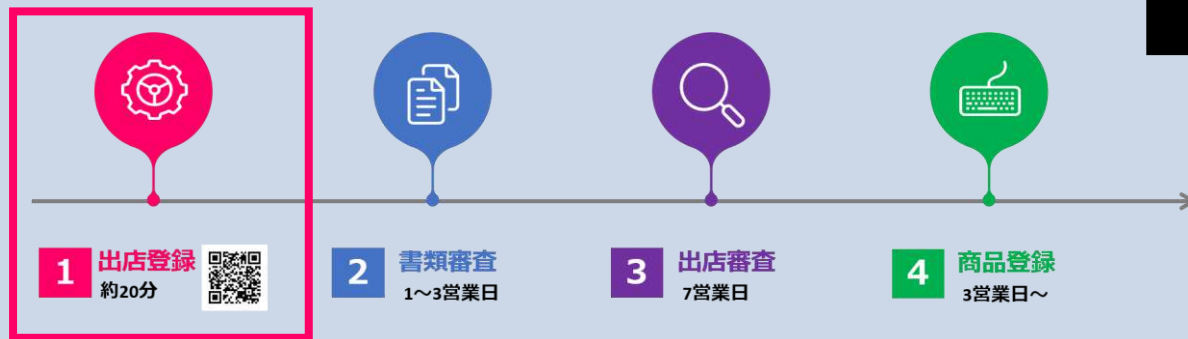 1
出店登録
約20分
2
書類審査
1～3営業日
3
出店審査
7営業日
4
商品登録
3営業日～